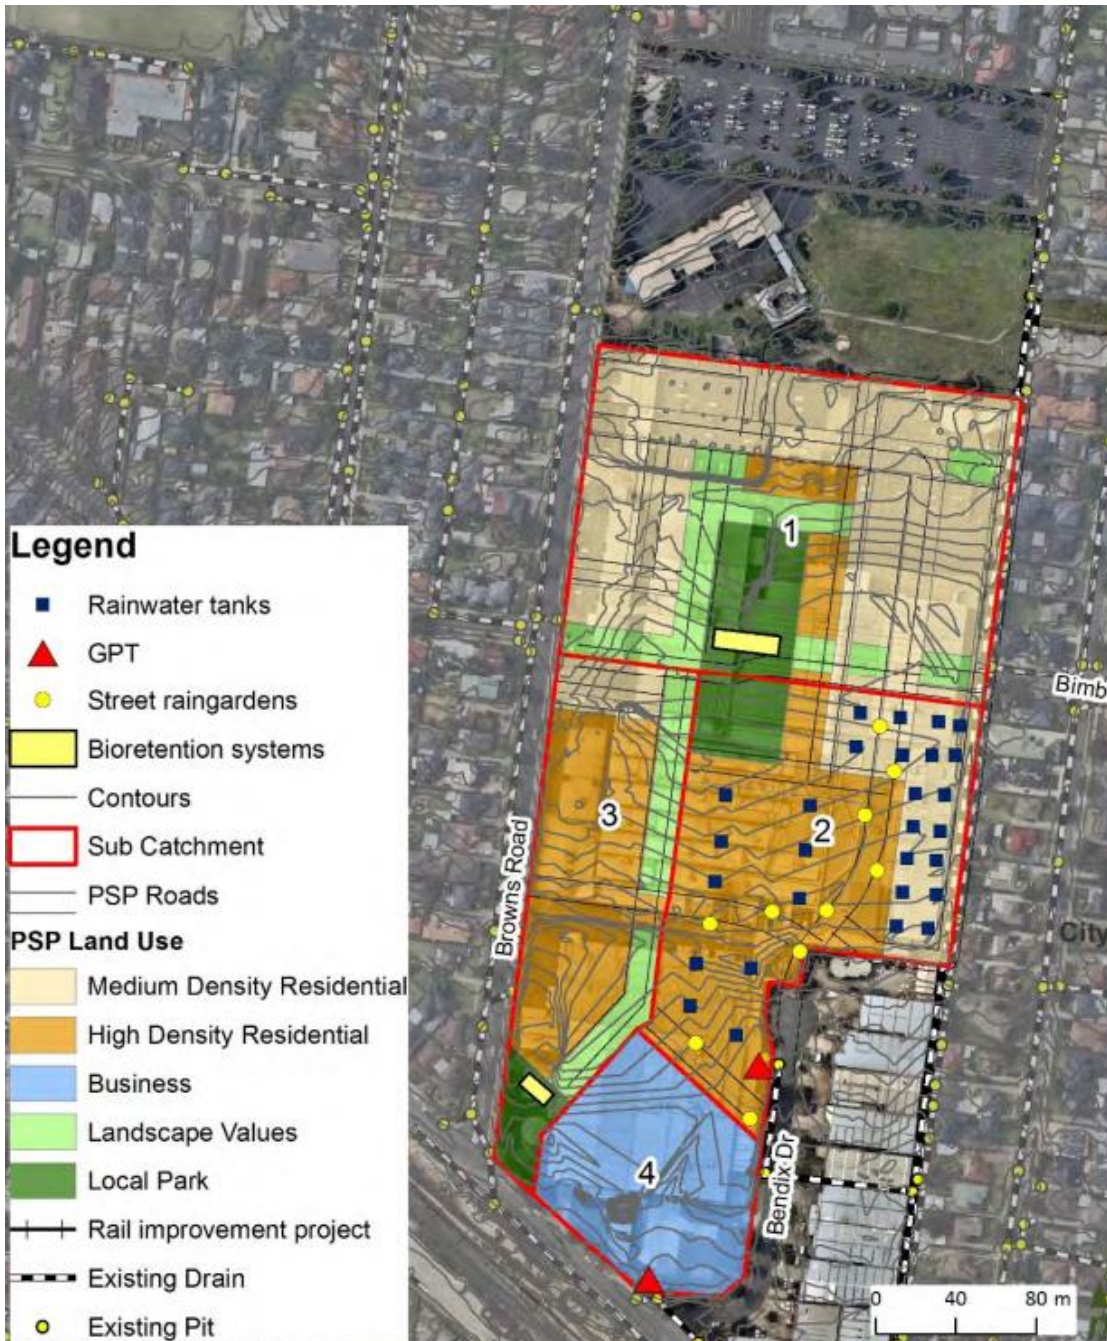 1
Bimb
3
2
Browns Road
City
4
Bendix Dr
0 40 80 m
Legend
Rainwater tanks
GPT
Street raingardens
Bioretention systems
Contours
Sub Catchment
PSP Roads
PSP Land Use
Medium Density Residential
High Density Residential
Business
Landscape Values
Local Park
Rail improvement project
Existing Drain
Existing Pit